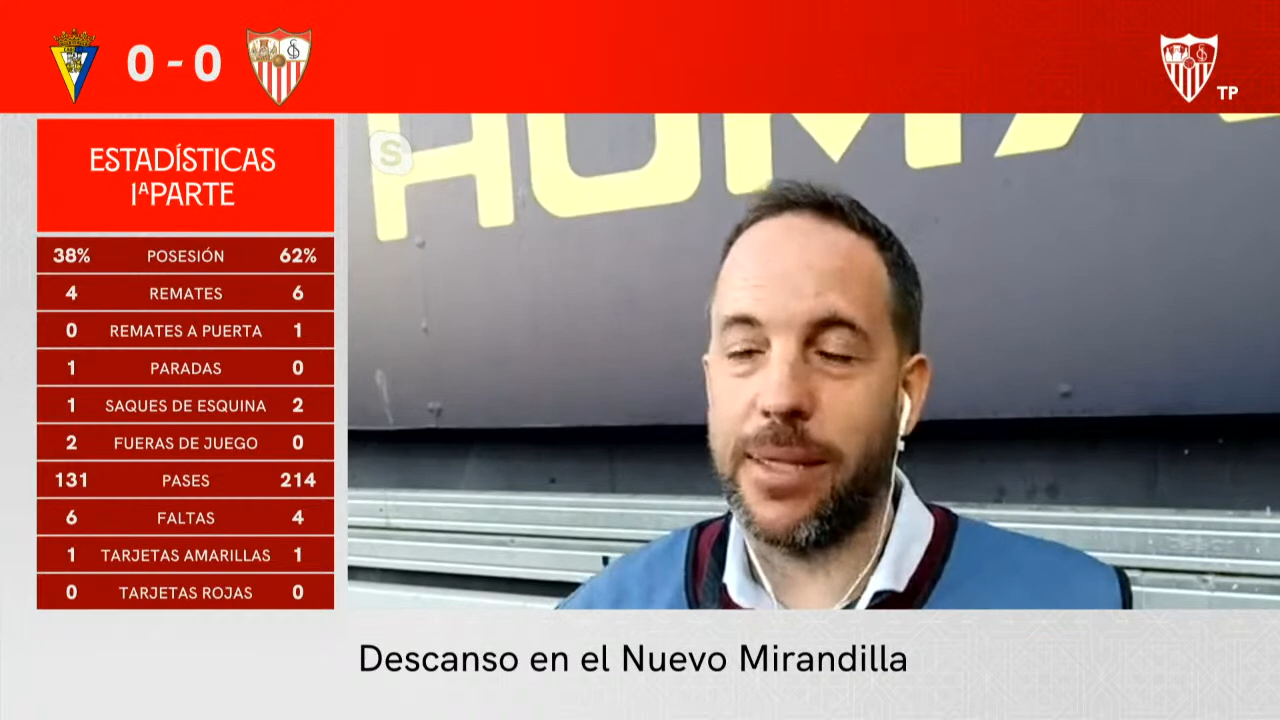 0 - 0
TP
ESTADÍSTICAS
1ªPARTE
38% POSESIÓN 62%
4 REMATES 6
0 REMATES A PUERTA 1
1 PARADAS 0
1 SAQUES DE ESQUINA 2
2 FUERAS DE JUEGO 0
131 PASES 214
6 FALTAS 4
1 TARJETAS AMARILLAS 1
0 TARJETAS ROJAS 0
S
Descanso en el Nuevo Mirandilla